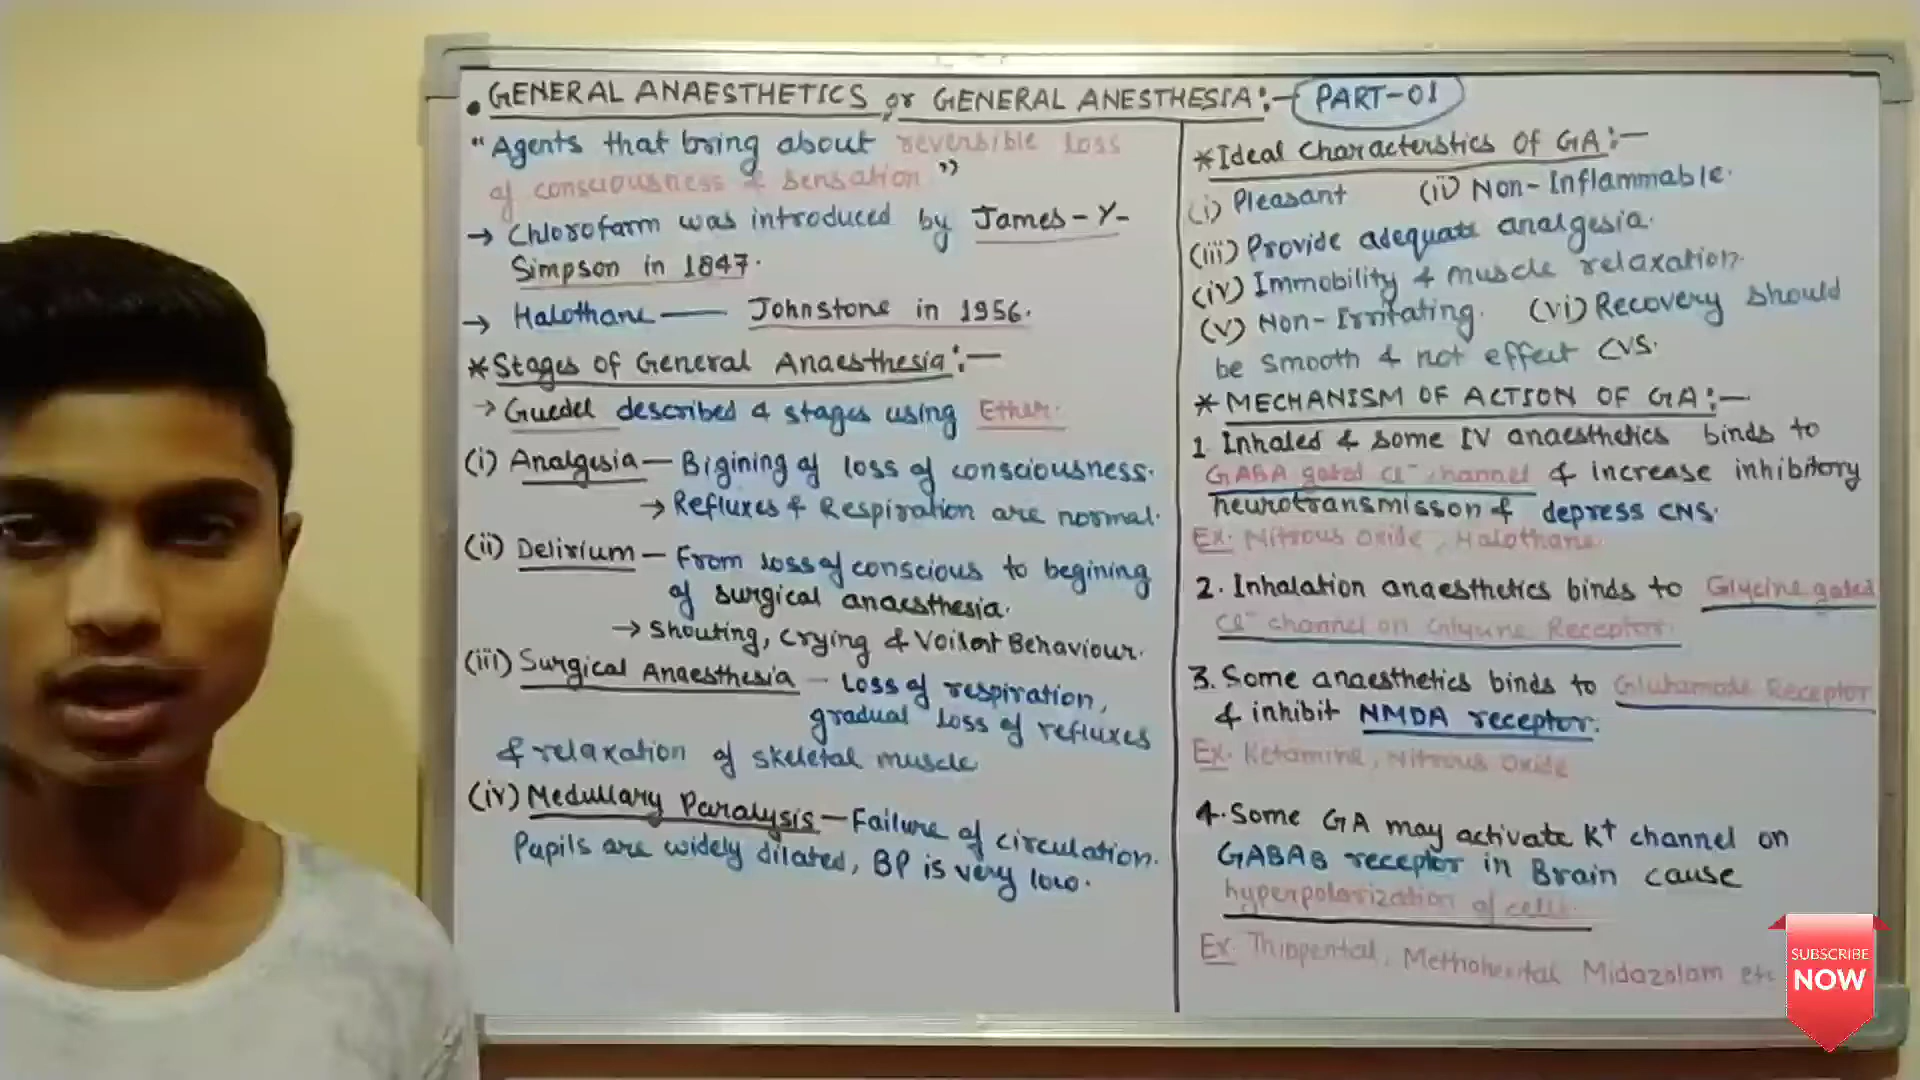 • GENERAL ANAESTHETICS or GENERAL ANESTHESIA:- PART-01
"Agents that bring about reversible loss
of consciousness & sensation"
→ Chloroform was introduced by James-Y-
Simpson in 1847.
→ Halothane — Johnstone in 1956.
* Stages of General Anaesthesia:-
→ Guedel described 4 stages using Ether.
(i) Analgesia - Bigining of loss of consciousness.
→ Refluxes & Respiration are normal.
(ii) Delirium - From loss of conscious to begining
of surgical anaesthesia.
→ Shouting, Crying & Voilent Behaviour.
(iii) Surgical Anaesthesia - Loss of respiration,
gradual loss of refluxes
& relaxation of skeletal muscle
(iv) Medullary Paralysis - Failure of circulation.
Pupils are widely dilated, BP is very low.
* Ideal Characterstics of GA:-
(i) Pleasant (ii) Non-Inflammable.
(iii) Provide adequate analgesia.
(iv) Immobility & muscle relaxation.
(v) Non-Irritating. (vi) Recovery should
be smooth & not effect CVS.
* MECHANISM OF ACTION OF GA:-
1. Inhaled & some IV anaesthetics binds to
GABA gated Cl⁻ channel & increase inhibitory
neurotransmisson & depress CNS.
Ex. Nitrous Oxide, Halothane.
2. Inhalation anaesthetics binds to Glycine gated
Cl⁻ channel on Glycine Receptor.
3. Some anaesthetics binds to Glutamate Receptor
& inhibit NMDA receptor.
Ex. Ketamine, Nitrous Oxide
4. Some GA may activate K⁺ channel on
GABAB receptor in Brain cause
hyperpolarization of cells.
Ex. Thiopental, Methohexital Midazolam etc
SUBSCRIBE
NOW